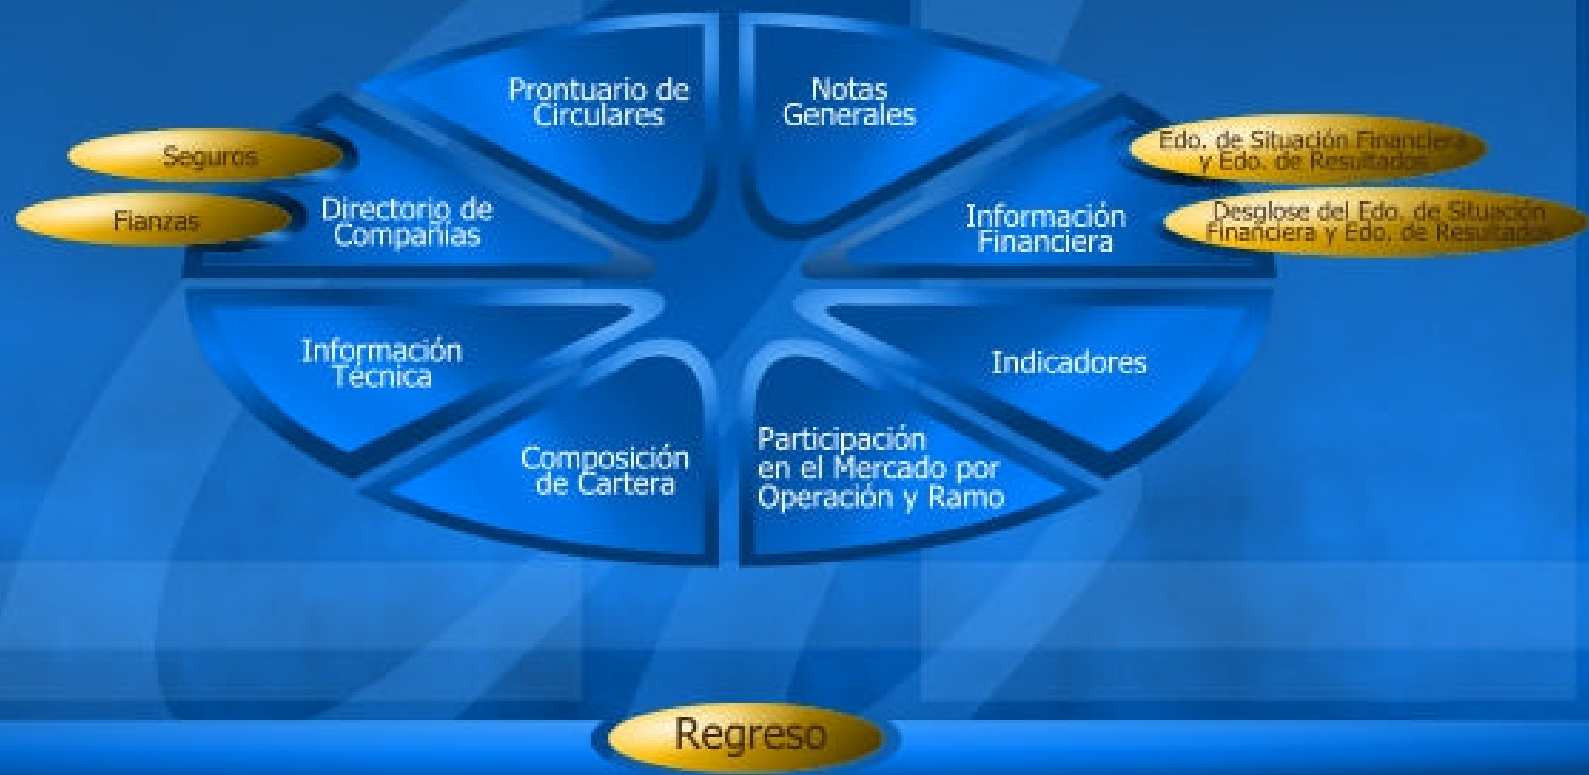 Prontuario de
Circulares
Notas
Generales
Seguros
Fianzas
Directorio de
Compañías
Información
Financiera
Edo. de Situación Financiera
y Edo. de Resultados
Desglose del Edo. de Situación
Financiera y Edo. de Resultados
Información
Técnica
Indicadores
Composición
de Cartera
Participación
en el Mercado por
Operación y Ramo
Regreso